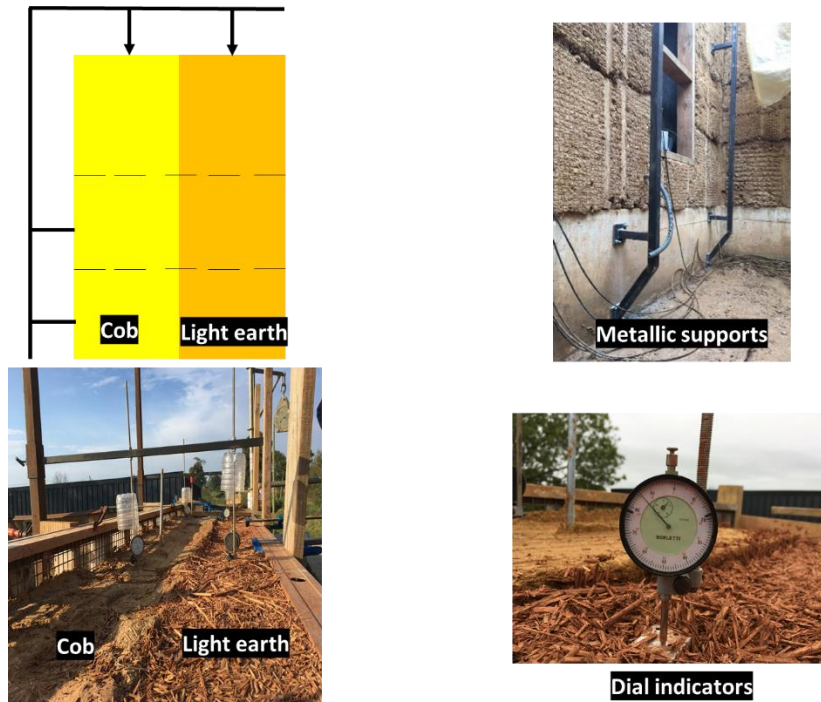 Cob
Light earth
Metallic supports
Cob
Light earth
BORLETTI
Dial indicators